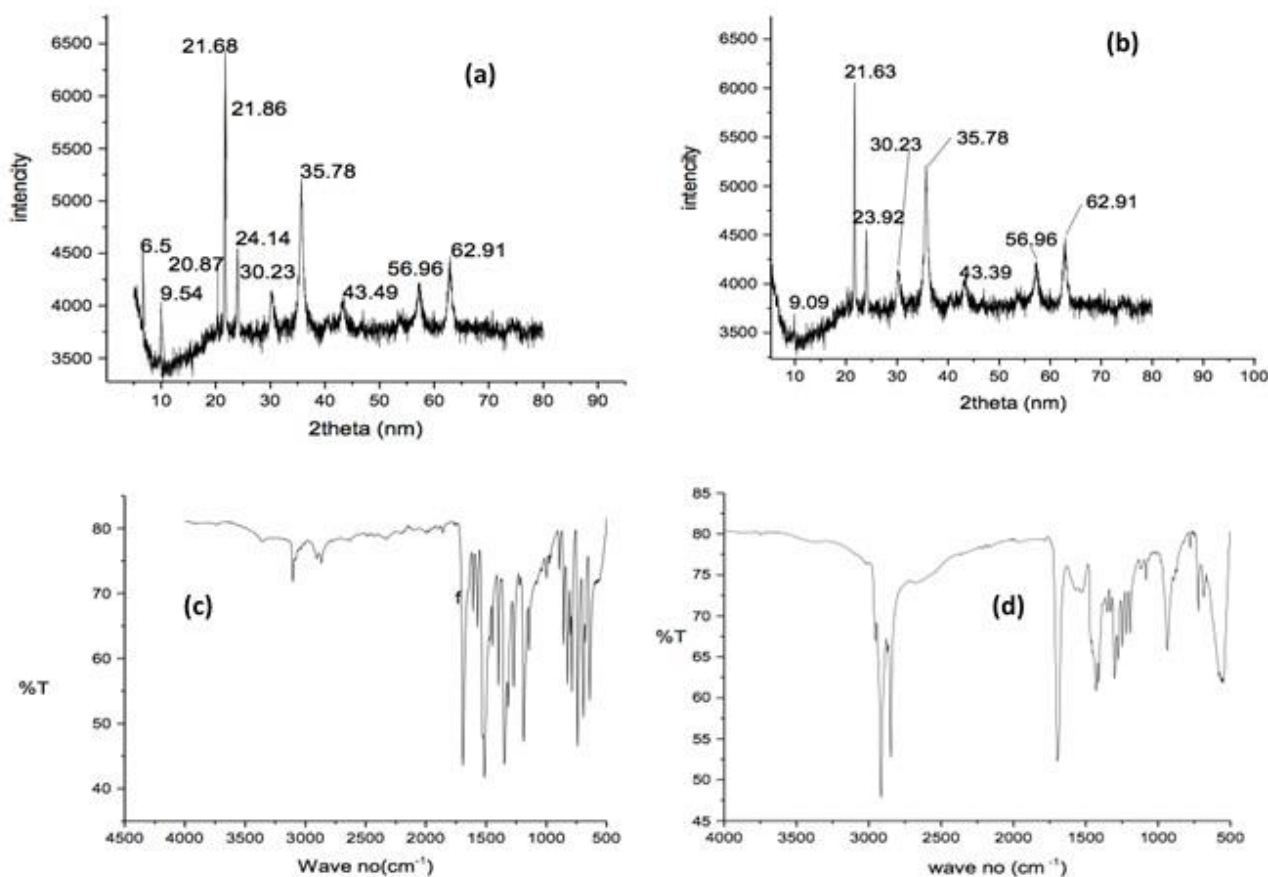 (a)
6500
6000
5500
5000
4500
4000
3500
intencity
21.68
21.86
35.78
6.5
20.87
24.14
30.23
9.54
43.49
56.96
62.91
10 20 30 40 50 60 70 80 90
2theta (nm)
(b)
6500
6000
5500
5000
4500
4000
3500
intencity
21.63
30.23
35.78
23.92
62.91
56.96
43.39
9.09
10 20 30 40 50 60 70 80 90 100
2theta (nm)
(c)
80
70
60
50
40
%T
f
4500 4000 3500 3000 2500 2000 1500 1000 500
Wave no(cm⁻¹)
(d)
85
80
75
70
65
60
55
50
45
%T
4000 3500 3000 2500 2000 1500 1000 500
wave no (cm⁻¹)